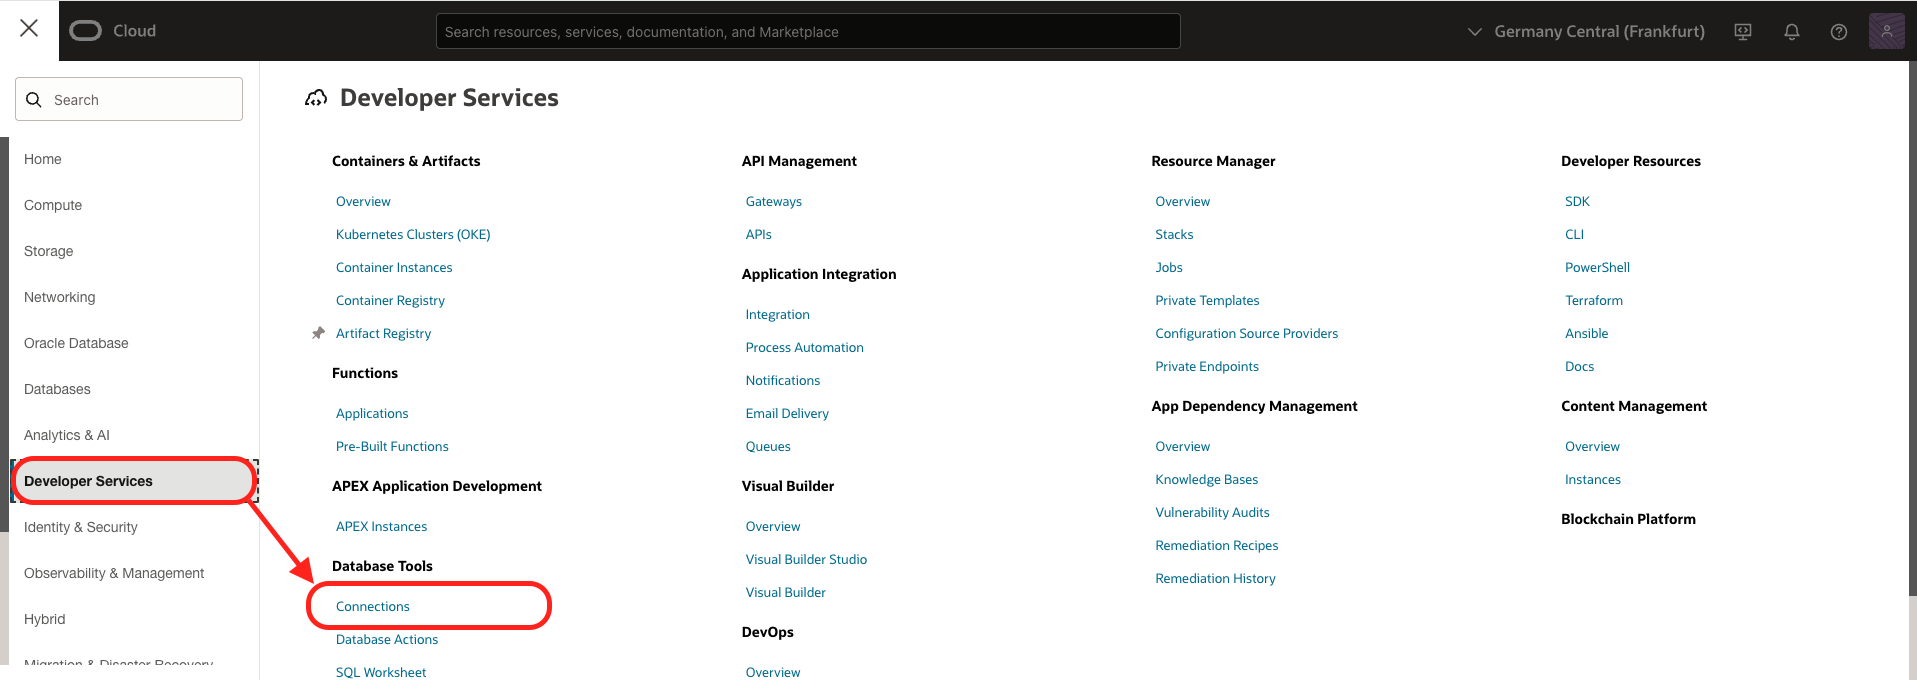 Cloud
Search resources, services, documentation, and Marketplace
Germany Central (Frankfurt)
Search
Home
Compute
Storage
Networking
Oracle Database
Databases
Analytics & AI
Developer Services
Identity & Security
Observability & Management
Hybrid
Migration & Disaster Recovery
Developer Services
Containers & Artifacts
Overview
Kubernetes Clusters (OKE)
Container Instances
Container Registry
Artifact Registry
Functions
Applications
Pre-Built Functions
APEX Application Development
APEX Instances
Database Tools
Connections
Database Actions
SQL Worksheet
API Management
Gateways
APIs
Application Integration
Integration
Process Automation
Notifications
Email Delivery
Queues
Visual Builder
Overview
Visual Builder Studio
Visual Builder
DevOps
Overview
Resource Manager
Overview
Stacks
Jobs
Private Templates
Configuration Source Providers
Private Endpoints
App Dependency Management
Overview
Knowledge Bases
Vulnerability Audits
Remediation Recipes
Remediation History
Developer Resources
SDK
CLI
PowerShell
Terraform
Ansible
Docs
Content Management
Overview
Instances
Blockchain Platform